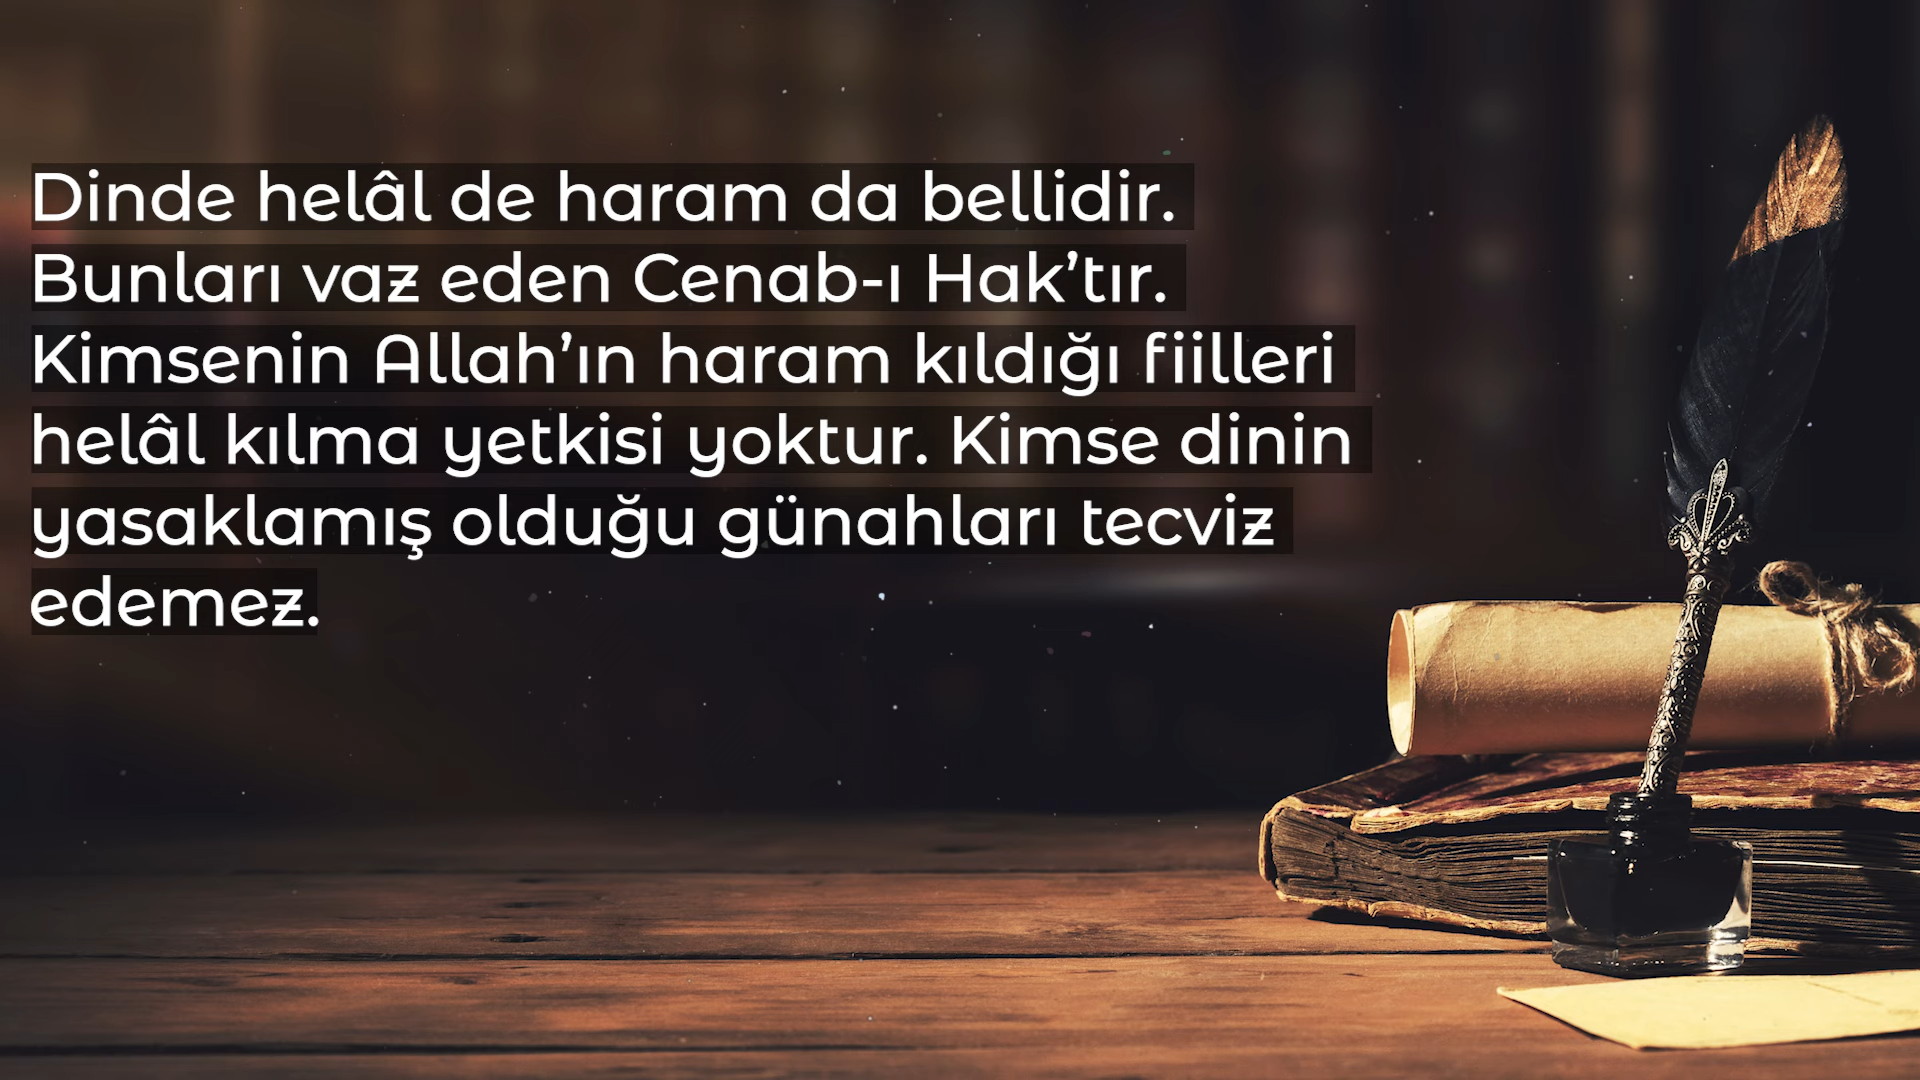 Dinde helâl de haram da bellidir.
Bunları vaz eden Cenab-ı Hak’tır.
Kimsenin Allah’ın haram kıldığı fiilleri
helâl kılma yetkisi yoktur. Kimse dinin
yasaklamış olduğu günahları tecviz
edemez.